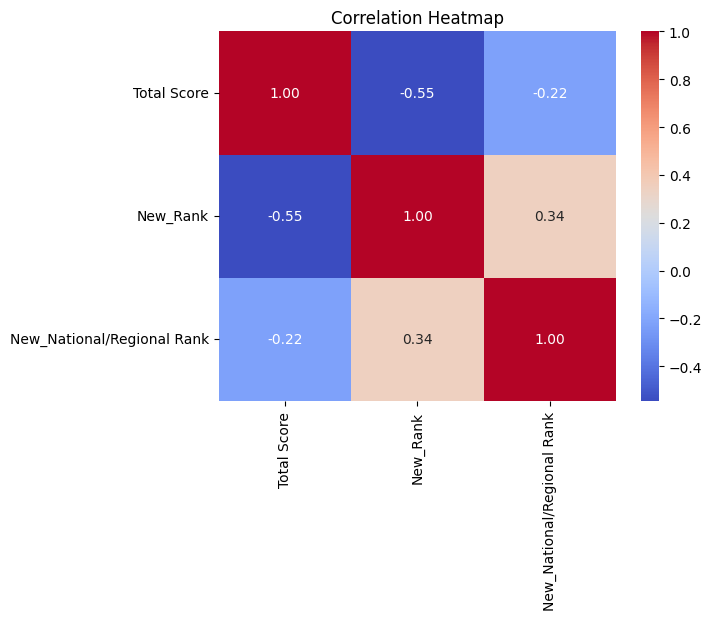 Correlation Heatmap
Total Score
New_Rank
New_National/Regional Rank
1.00 -0.55 -0.22
-0.55 1.00 0.34
-0.22 0.34 1.00
Total Score
New_Rank
New_National/Regional Rank
1.0
0.8
0.6
0.4
0.2
0.0
−0.2
−0.4